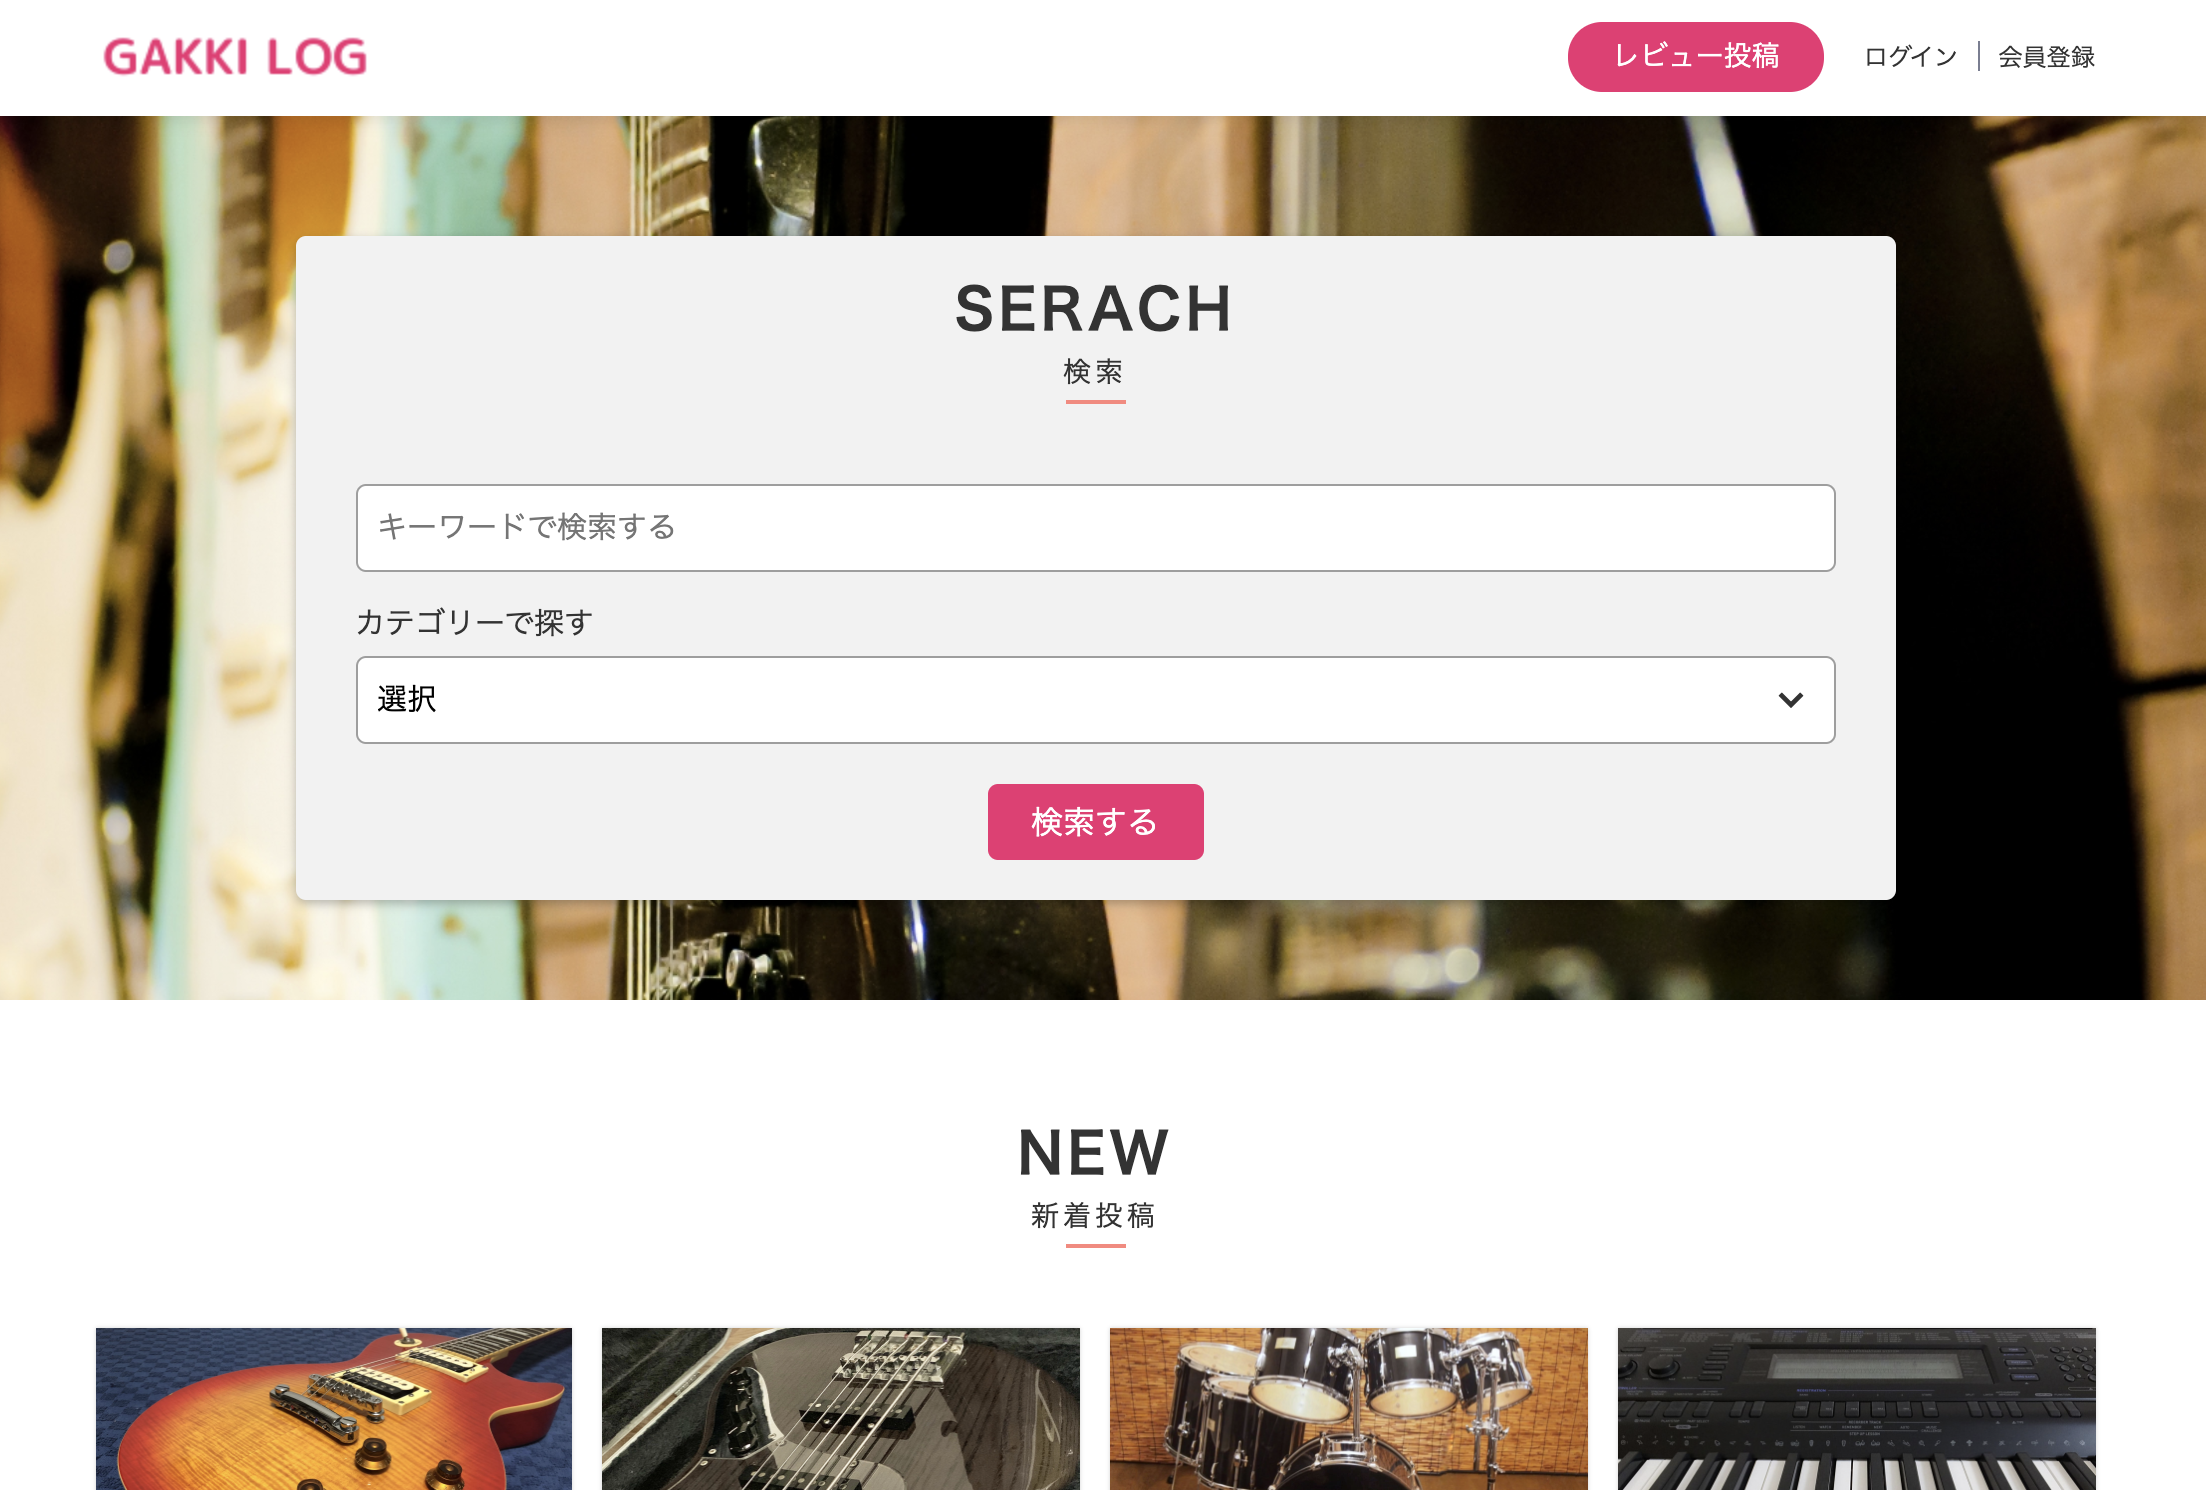 GAKKI LOG
レビュー投稿
ログイン
会員登録
SERACH
検索
キーワードで検索する
カテゴリーで探す
選択
検索する
NEW
新着投稿